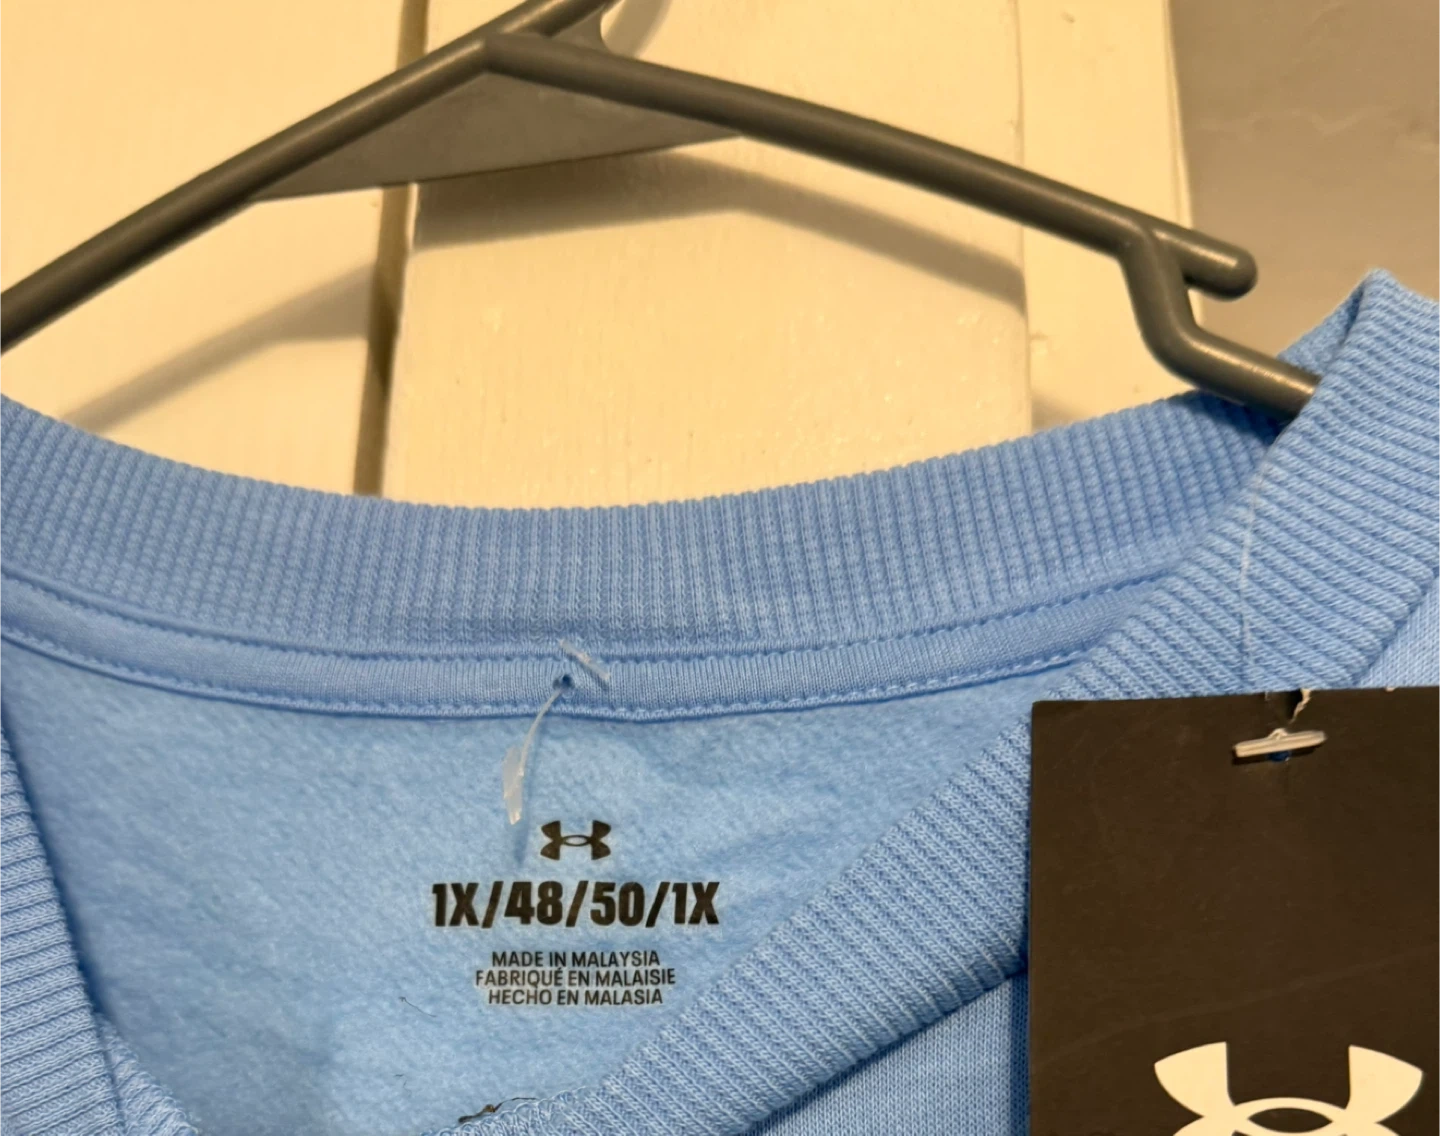 1X/48/50/1X
MADE IN MALAYSIA
FABRIQUÉ EN MALAISIE
HECHO EN MALASIA